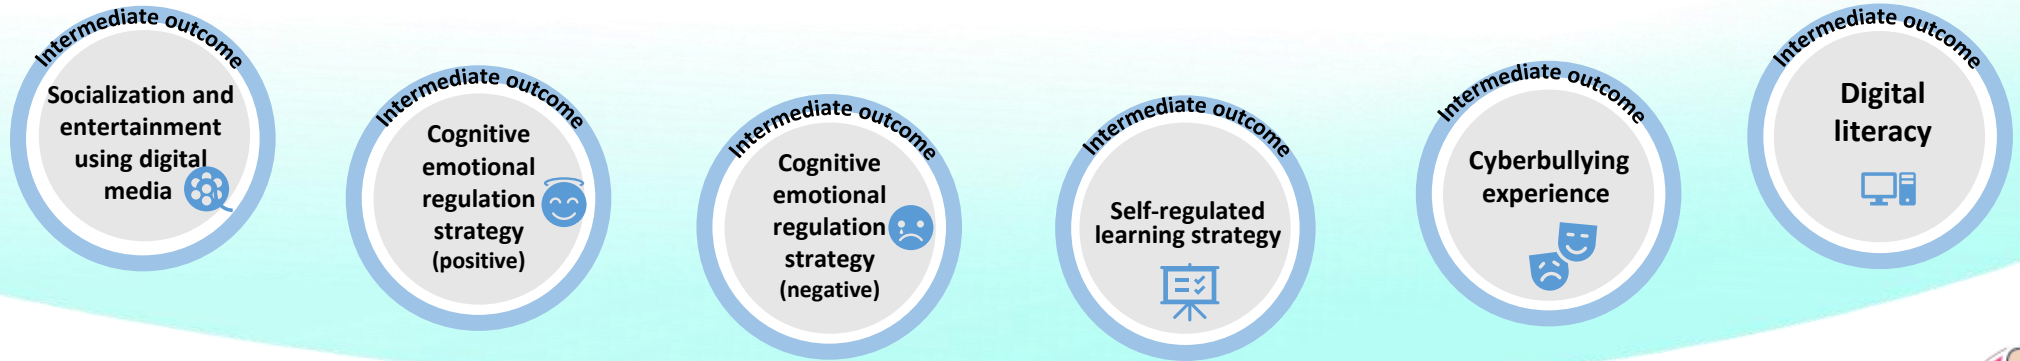 Intermediate outcome
Socialization and
entertainment
using digital
media
Intermediate outcome
Cognitive
emotional
regulation
strategy
(positive)
Intermediate outcome
Cognitive
emotional
regulation
strategy
(negative)
Intermediate outcome
Self-regulated
learning strategy
Intermediate outcome
Cyberbullying
experience
Intermediate outcome
Digital
literacy